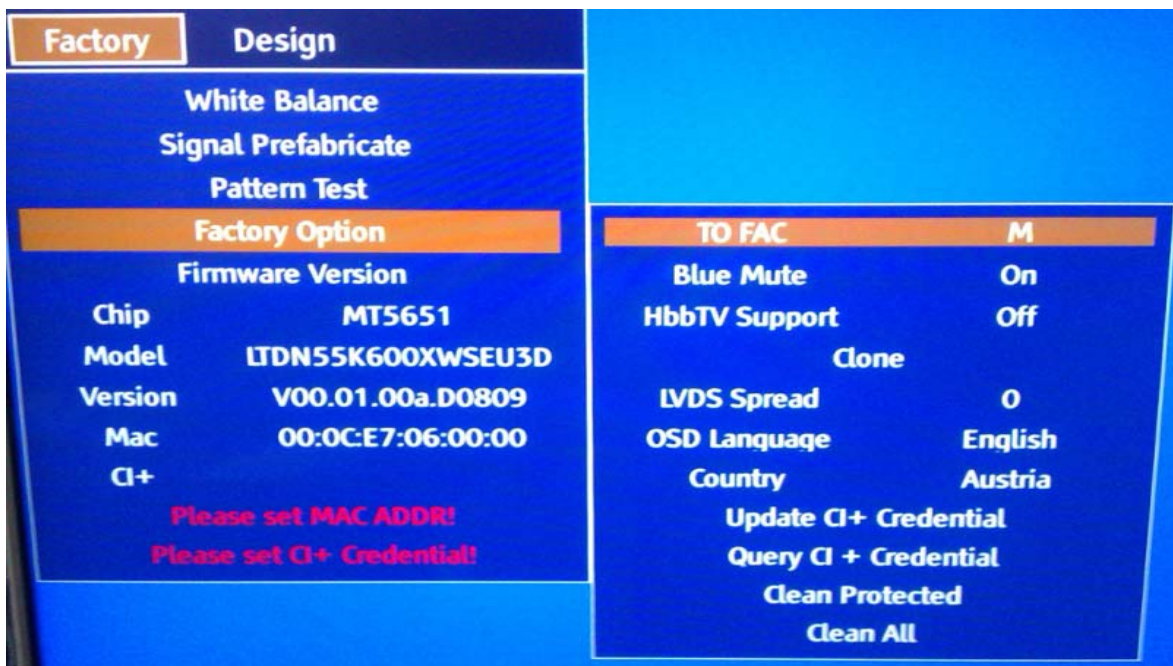 Factory Design
White Balance
Signal Prefabricate
Pattern Test
Factory Option
Firmware Version
Chip MT5651
Model LTDN55K600XWSEU3D
Version V00.01.00a.D0809
Mac 00:0C:E7:06:00:00
CI+
Please set MAC ADDR!
Please set CI+ Credential!
TO FAC M
Blue Mute On
HbbTV Support Off
Clone
LVDS Spread 0
OSD Language English
Country Austria
Update CI+ Credential
Query CI + Credential
Clean Protected
Clean All